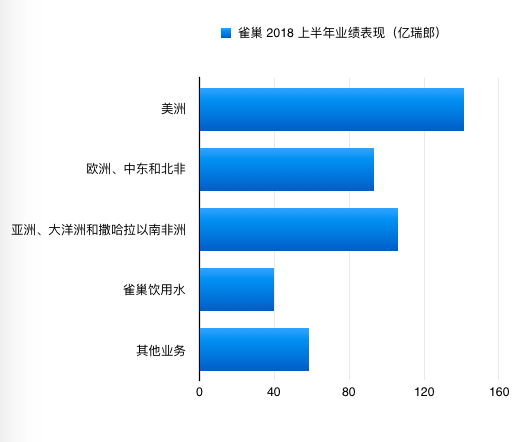 雀巢 2018 上半年业绩表现（亿瑞郎）
美洲
欧洲、中东和北非
亚洲、大洋洲和撒哈拉以南非洲
雀巢饮用水
其他业务
0 40 80 120 160